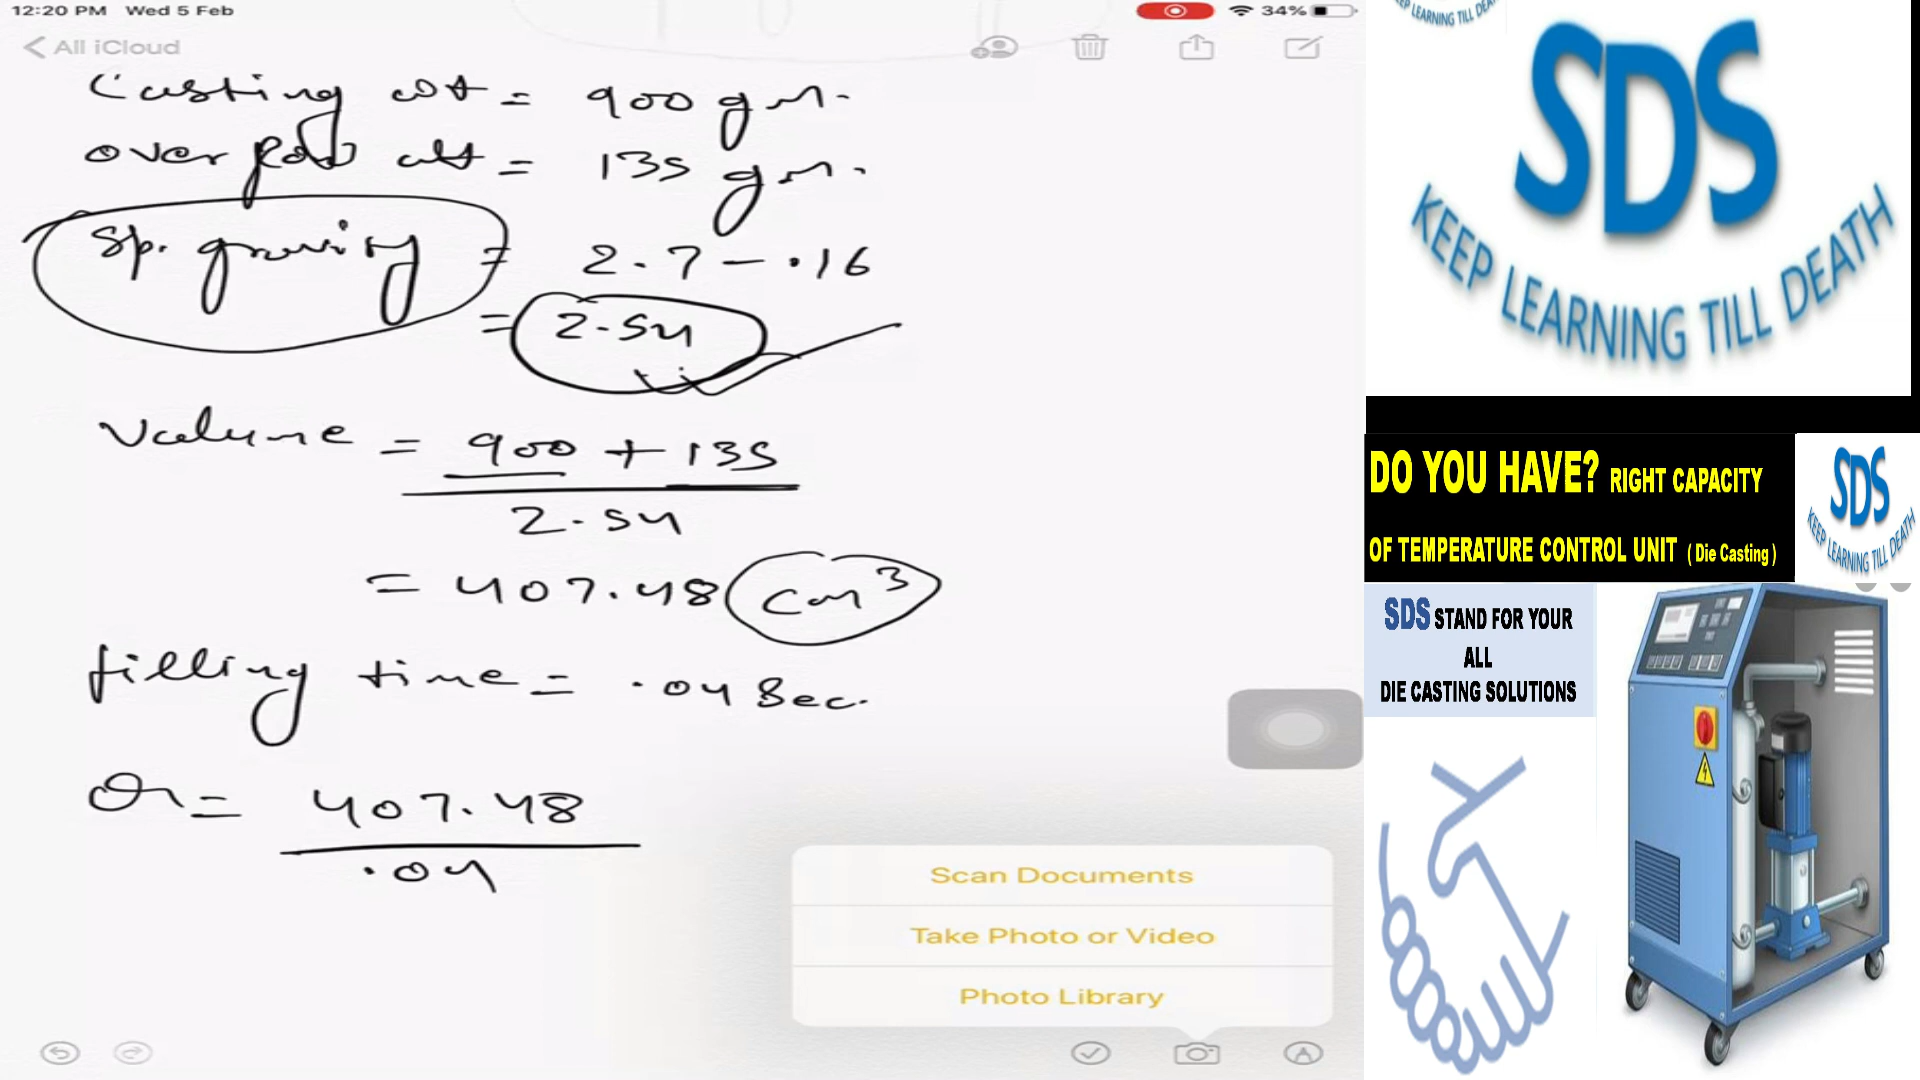 12:20 PM Wed 5 Feb
34%
All iCloud
Casting wt = 900 gm.
overflow wt = 135 gm.
Sp. gravity = 2.7 - .16
= 2.54
Volume = 900 + 135
2.54
= 407.48 cm³
filling time = .04 Sec.
= 407.48
.04
Scan Documents
Take Photo or Video
Photo Library
LEARNING TILL
SDS
KEEP LEARNING TILL DEATH
DO YOU HAVE? RIGHT CAPACITY
OF TEMPERATURE CONTROL UNIT ( Die Casting )
SDS
KEEP LEARNING TILL DEATH
SDS STAND FOR YOUR
ALL
DIE CASTING SOLUTIONS